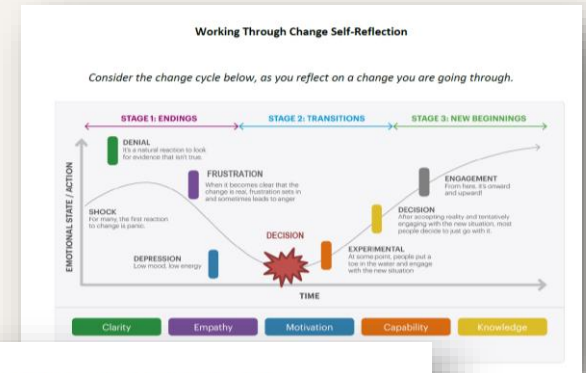 Working Through Change Self-Reflection
Consider the change cycle below, as you reflect on a change you are going through.
STAGE 1: ENDINGS
STAGE 2: TRANSITIONS
STAGE 3: NEW BEGINNINGS
EMOTIONAL STATE / ACTION
DENIAL
It's a natural reaction to look
for evidence that isn't true.
FRUSTRATION
When it becomes clear that the
change is real, frustration sets in
and sometimes leads to anger
ENGAGEMENT
From here, it's onward
and upward!
SHOCK
For many, the first reaction
to change is panic.
DECISION
After accepting reality and tentatively
engaging with the new situation, most
people decide to just go with it.
DECISION
DEPRESSION
Low mood, low energy
EXPERIMENTAL
At some point, people put a
toe in the water and engage
with the new situation
TIME
Clarity
Empathy
Motivation
Capability
Knowledge